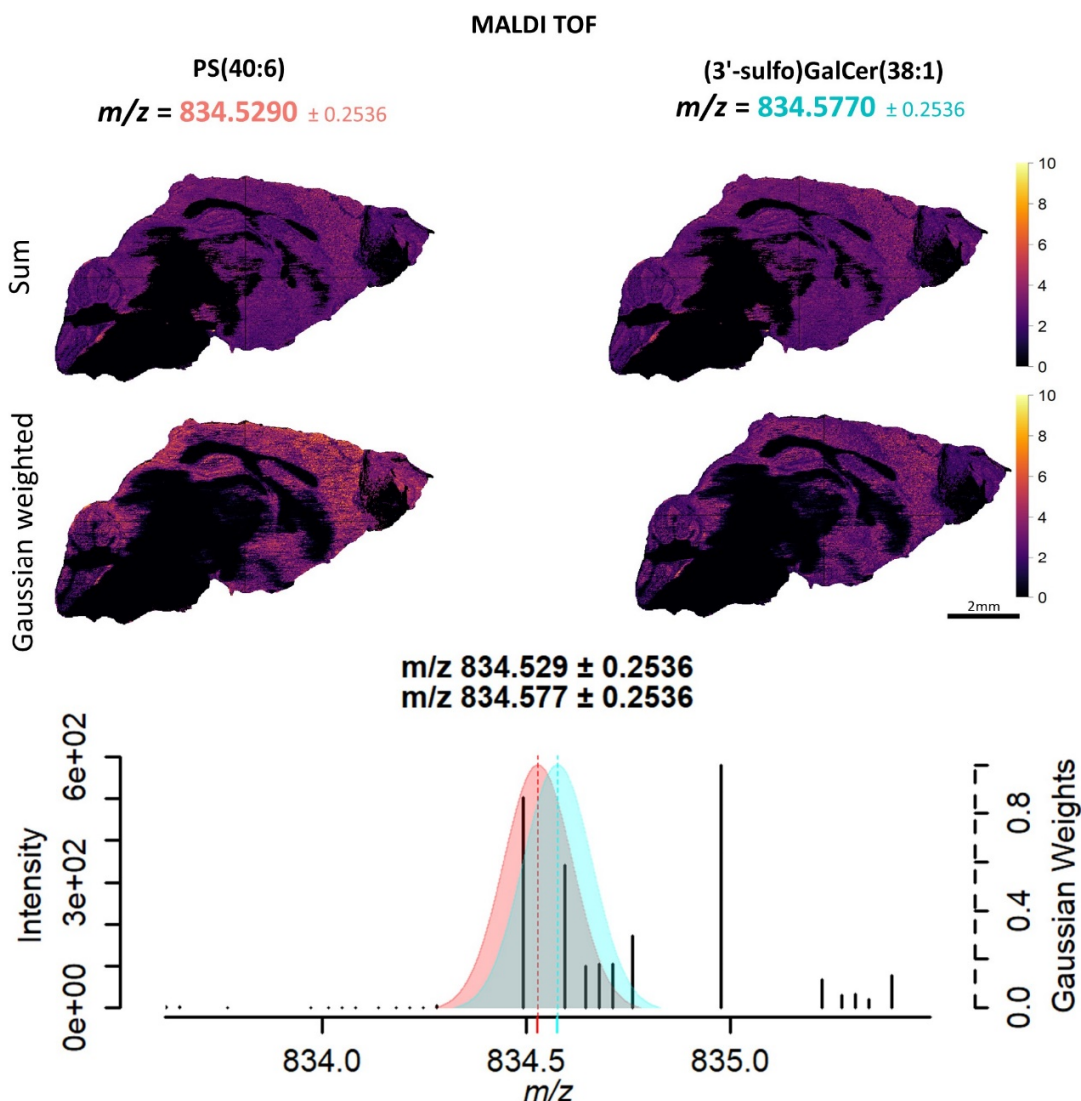 MALDI TOF
PS(40:6)
m/z = 834.5290 ± 0.2536
(3'-sulfo)GalCer(38:1)
m/z = 834.5770 ± 0.2536
Sum
10
8
6
4
2
0
Gaussian weighted
10
8
6
4
2
0
2mm
m/z 834.529 ± 0.2536
m/z 834.577 ± 0.2536
Intensity
6e+02
3e+02
0e+00
0.8
0.4
0.0
Gaussian Weights
834.0
834.5
835.0
m/z